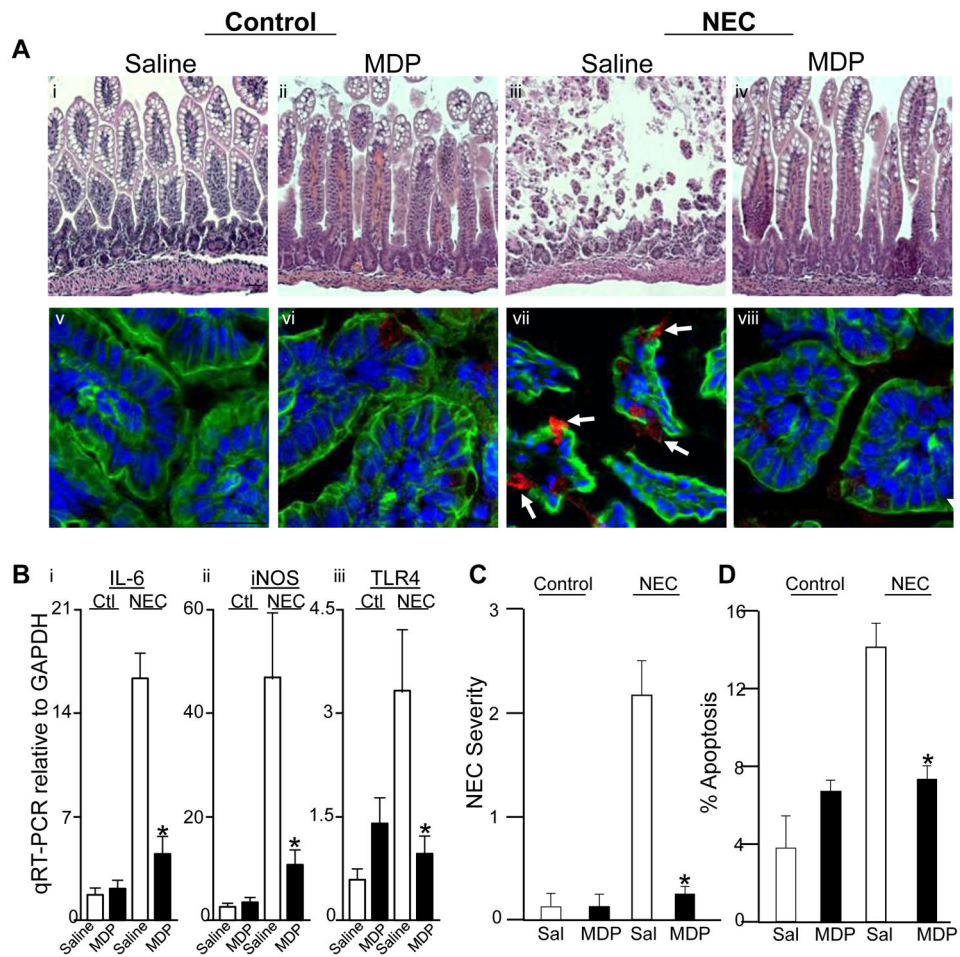 Control NEC
A
Saline MDP Saline MDP
i ii iii iv
v vi vii viii
B i IL-6 ii iNOS iii TLR4
Ctl NEC Ctl NEC Ctl NEC
qRT-PCR relative to GAPDH
21 60 4.5
14 40 3
7 20 1.5
0 0 0
* * *
Saline MDP Saline MDP Saline MDP Saline MDP Saline MDP Saline MDP
C
Control NEC
NEC Severity
3
2
1
0
*
Sal MDP Sal MDP
D
Control NEC
% Apoptosis
16
12
8
4
0
*
Sal MDP Sal MDP